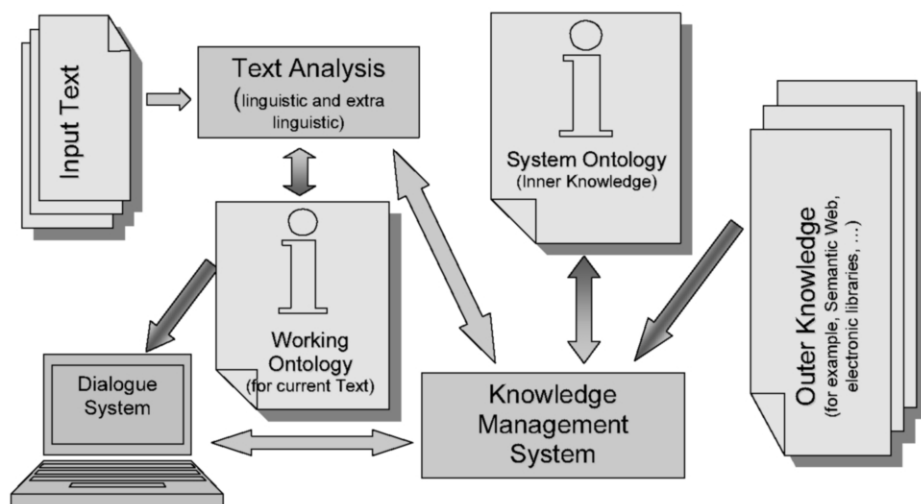 Input Text
Text Analysis
(linguistic and extra
linguistic)
System Ontology
(Inner Knowledge)
Outer Knowledge
(for example, Semantic Web,
electronic libraries, ...)
Working
Ontology
(for current Text)
Dialogue
System
Knowledge
Management
System